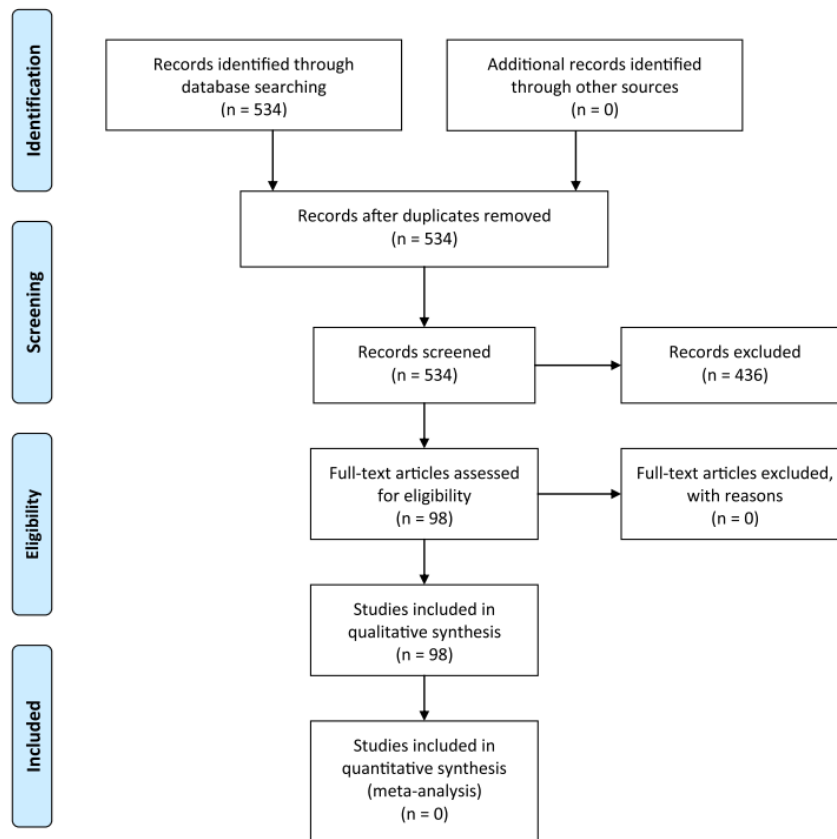 Identification
Records identified through
database searching
(n = 534)
Additional records identified
through other sources
(n = 0)
Records after duplicates removed
(n = 534)
Screening
Records screened
(n = 534)
Records excluded
(n = 436)
Eligibility
Full-text articles assessed
for eligibility
(n = 98)
Full-text articles excluded,
with reasons
(n = 0)
Studies included in
qualitative synthesis
(n = 98)
Included
Studies included in
quantitative synthesis
(meta-analysis)
(n = 0)